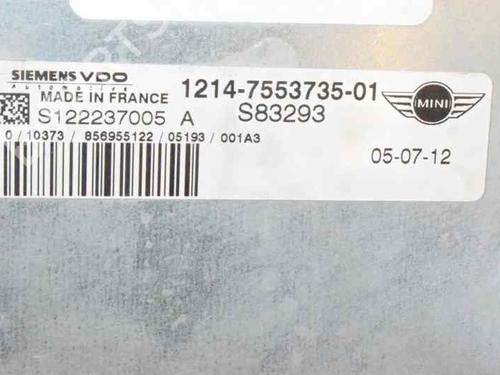 SIEMENS VDO
Automotive
1214-7553735-01
MADE IN FRANCE
MINI
S122237005 A
S83293
0/10373/856955122/05193/001A3
05-07-12